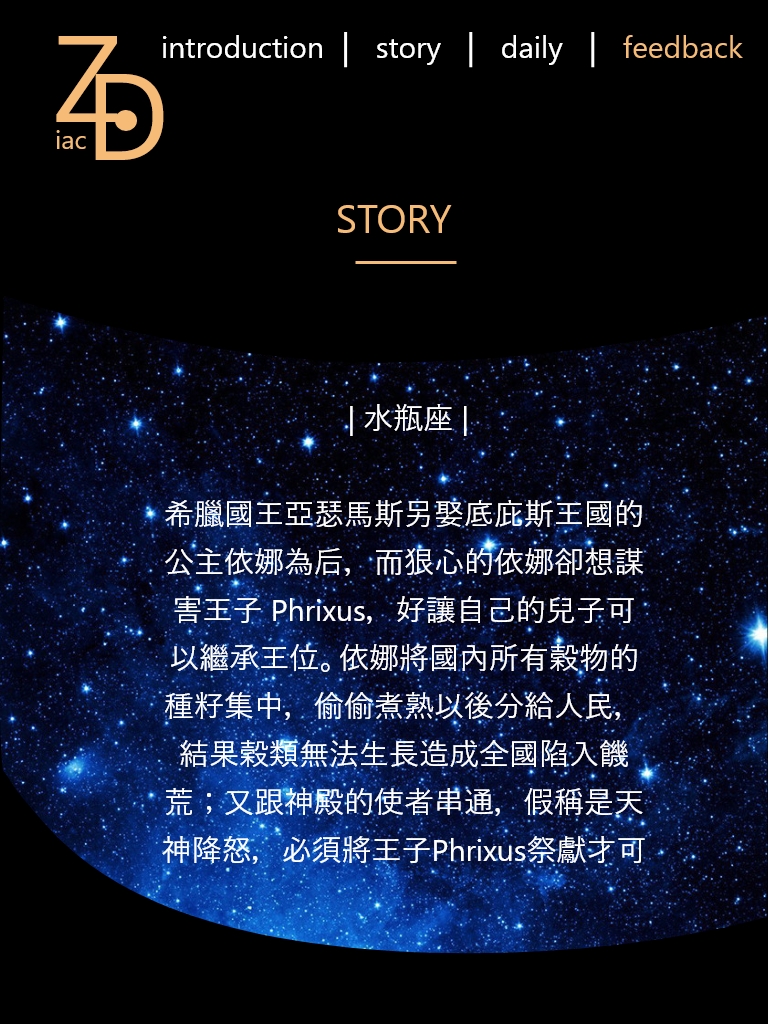 introduction | story | daily | feedback
ZD
iac
STORY
| 水瓶座 |
希臘國王亞瑟馬斯另娶底庇斯王國的
公主依娜為后，而狠心的依娜卻想謀
害王子 Phrixus，好讓自己的兒子可
以繼承王位。依娜將國內所有穀物的
種籽集中，偷偷煮熟以後分給人民，
結果穀類無法生長造成全國陷入饑
荒；又跟神殿的使者串通，假稱是天
神降怒，必須將王子Phrixus祭獻才可